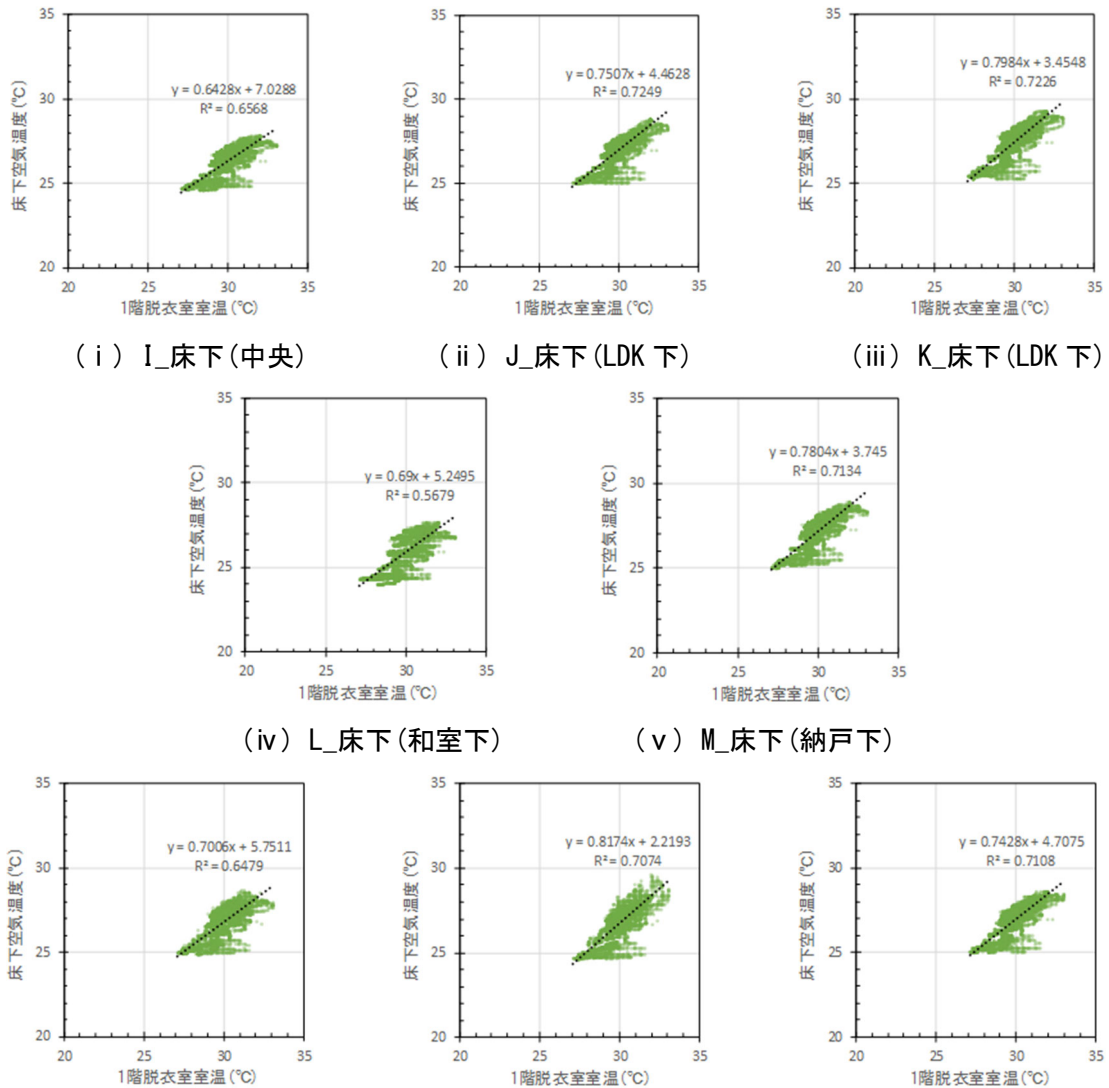 35
30
25
20
床下空気温度(℃)
y = 0.6428x + 7.0288
R² = 0.6568
20 25 30 35
1階脱衣室室温(℃)
(ⅰ) I_床下(中央)
35
30
25
20
床下空気温度(℃)
y = 0.7507x + 4.4628
R² = 0.7249
20 25 30 35
1階脱衣室室温(℃)
(ⅱ) J_床下(LDK 下)
35
30
25
20
床下空気温度(℃)
y = 0.7984x + 3.4548
R² = 0.7226
20 25 30 35
1階脱衣室室温(℃)
(ⅲ) K_床下(LDK 下)
35
30
25
20
床下空気温度(℃)
y = 0.69x + 5.2495
R² = 0.5679
20 25 30 35
1階脱衣室室温(℃)
(ⅳ) L_床下(和室下)
35
30
25
20
床下空気温度(℃)
y = 0.7804x + 3.745
R² = 0.7134
20 25 30 35
1階脱衣室室温(℃)
(ⅴ) M_床下(納戸下)
35
30
25
20
床下空気温度(℃)
y = 0.7006x + 5.7511
R² = 0.6479
20 25 30 35
1階脱衣室室温(℃)
35
30
25
20
床下空気温度(℃)
y = 0.8174x + 2.2193
R² = 0.7074
20 25 30 35
1階脱衣室室温(℃)
35
30
25
20
床下空気温度(℃)
y = 0.7428x + 4.7075
R² = 0.7108
20 25 30 35
1階脱衣室室温(℃)